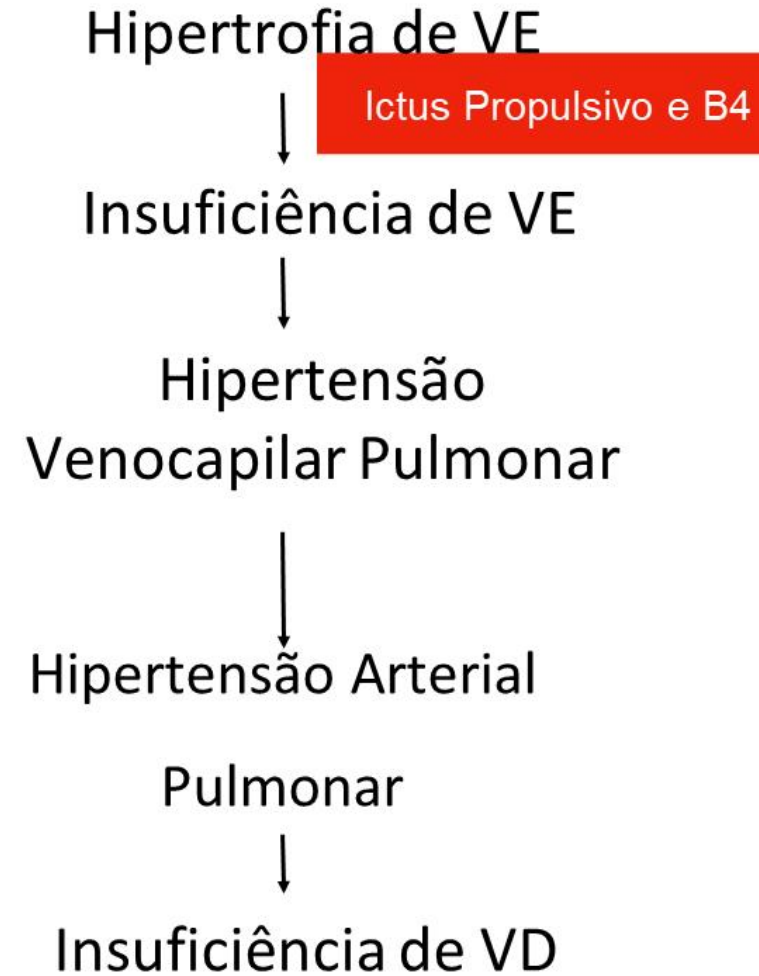 Hipertrofia de VE
Ictus Propulsivo e B4
Insuficiência de VE
Hipertensão
Venocapilar Pulmonar
Hipertensão Arterial
Pulmonar
Insuficiência de VD